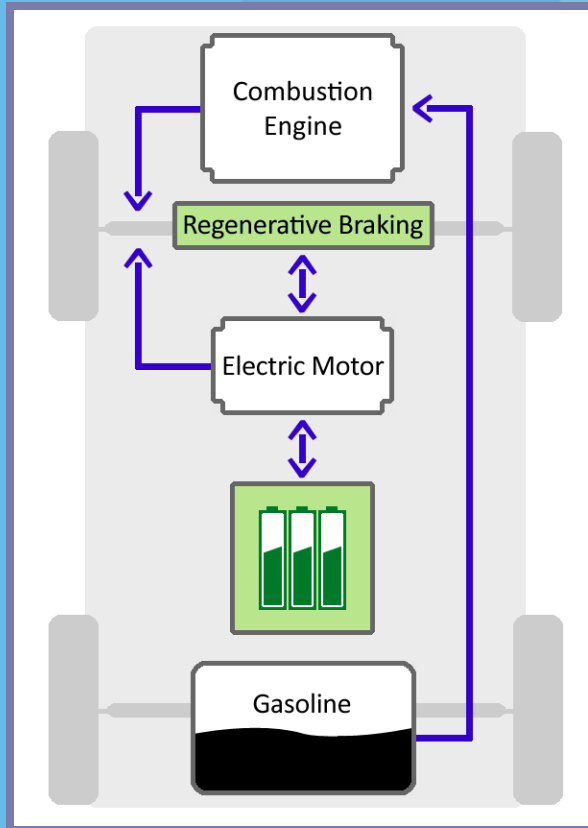 Combustion
Engine
Regenerative Braking
Electric Motor
Gasoline